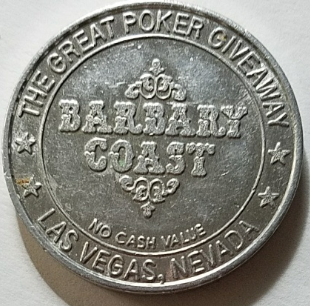 THE GREAT POKER GIVEAWAY
BARBARY
COAST
NO CASH VALUE
LAS VEGAS, NEVADA